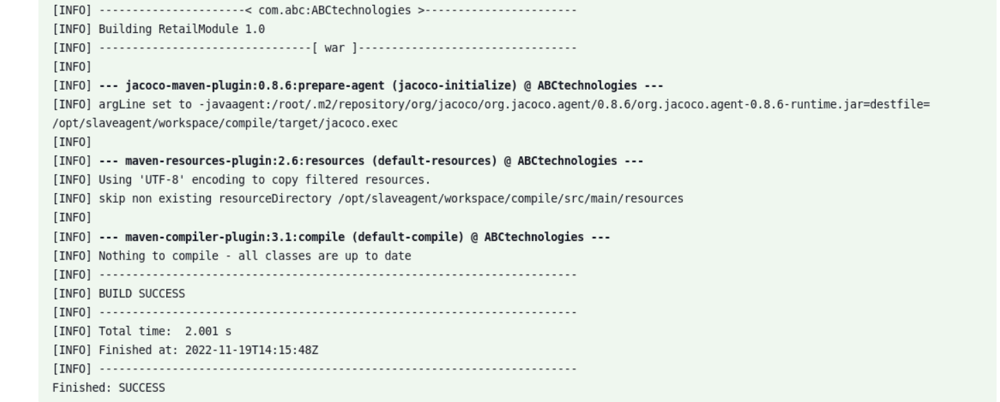 [INFO] ----------------------< com.abc:ABCtechnologies >-----------------------
[INFO] Building RetailModule 1.0
[INFO] --------------------------------[ war ]---------------------------------
[INFO]
[INFO] --- jacoco-maven-plugin:0.8.6:prepare-agent (jacoco-initialize) @ ABCtechnologies ---
[INFO] argLine set to -javaagent:/root/.m2/repository/org/jacoco/org.jacoco.agent/0.8.6/org.jacoco.agent-0.8.6-runtime.jar=destfile=
/opt/slaveagent/workspace/compile/target/jacoco.exec
[INFO]
[INFO] --- maven-resources-plugin:2.6:resources (default-resources) @ ABCtechnologies ---
[INFO] Using 'UTF-8' encoding to copy filtered resources.
[INFO] skip non existing resourceDirectory /opt/slaveagent/workspace/compile/src/main/resources
[INFO]
[INFO] --- maven-compiler-plugin:3.1:compile (default-compile) @ ABCtechnologies ---
[INFO] Nothing to compile - all classes are up to date
[INFO] ------------------------------------------------------------------------
[INFO] BUILD SUCCESS
[INFO] ------------------------------------------------------------------------
[INFO] Total time:  2.001 s
[INFO] Finished at: 2022-11-19T14:15:48Z
[INFO] ------------------------------------------------------------------------
Finished: SUCCESS